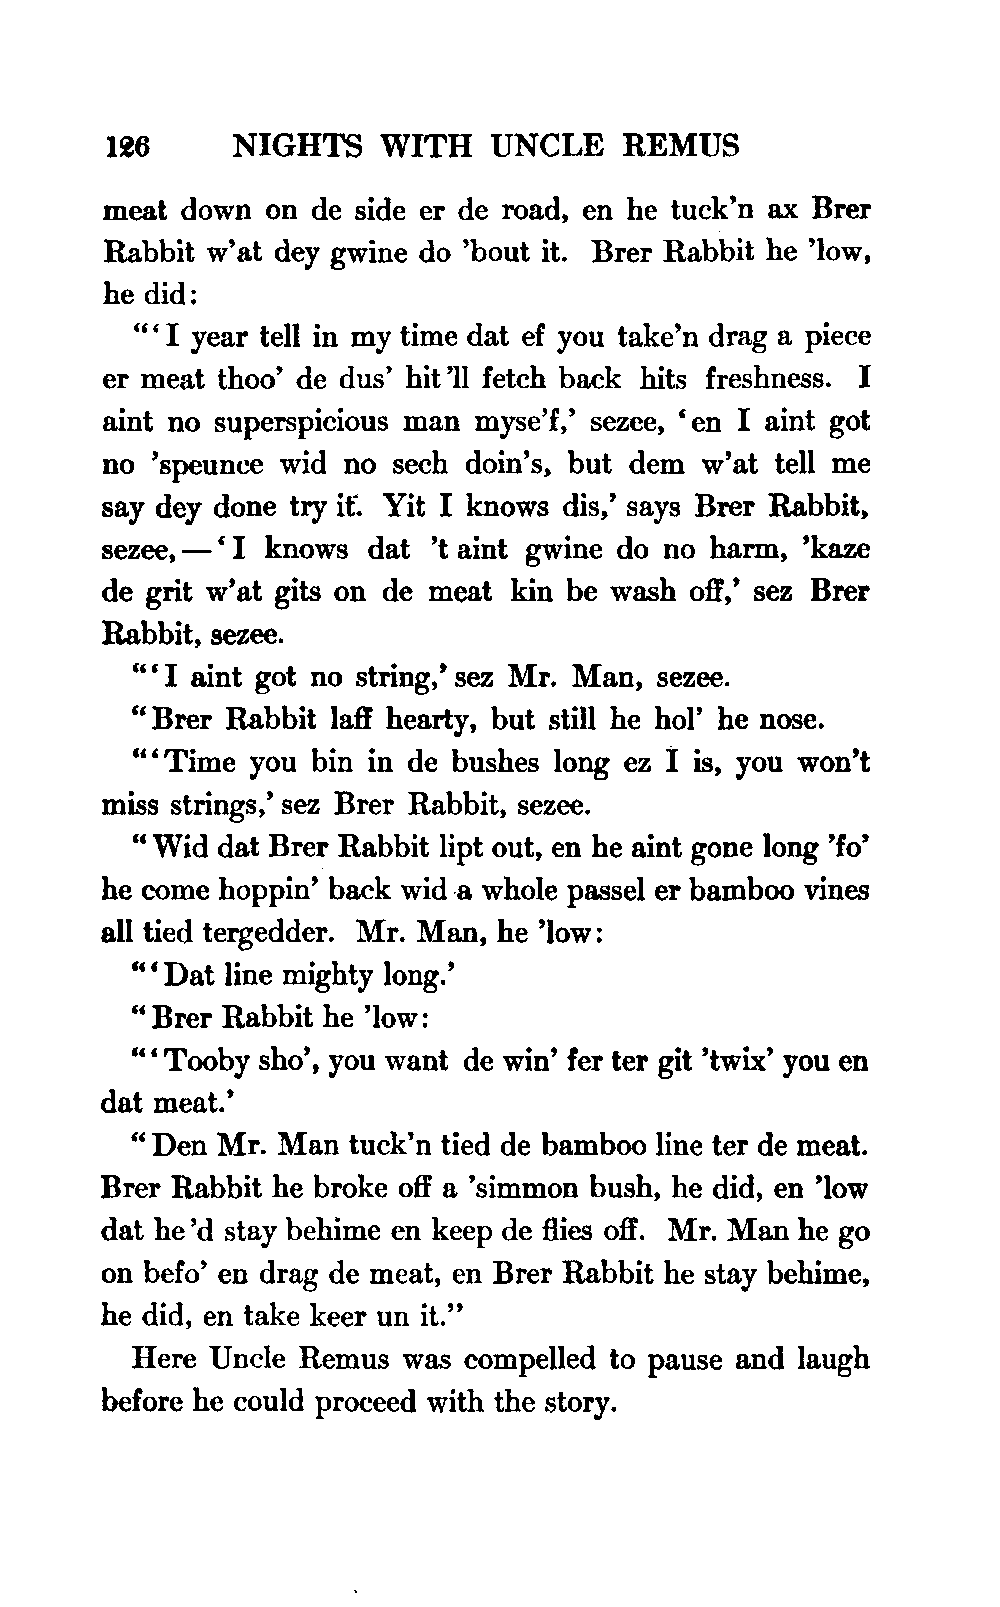 126 NIGHTS WITH UNCLE REMUS
meat down on de side er de road, en he tuck’n ax Brer
Rabbit w’at dey gwine do ’bout it. Brer Rabbit he ’low,
he did:
“‘I year tell in my time dat ef you take’n drag a piece
er meat thoo’ de dus’ hit ’ll fetch back hits freshness. I
aint no superspicious man myse’f,’ sezee, ‘en I aint got
no ’speunce wid no sech doin’s, but dem w’at tell me
say dey done try it. Yit I knows dis,’ says Brer Rabbit,
sezee,—‘I knows dat ’t aint gwine do no harm, ’kaze
de grit w’at gits on de meat kin be wash off,’ sez Brer
Rabbit, sezee.
“‘I aint got no string,’ sez Mr. Man, sezee.
“Brer Rabbit laff hearty, but still he hol’ he nose.
“‘Time you bin in de bushes long ez I is, you won’t
miss strings,’ sez Brer Rabbit, sezee.
“Wid dat Brer Rabbit lipt out, en he aint gone long ’fo’
he come hoppin’ back wid a whole passel er bamboo vines
all tied tergedder. Mr. Man, he ’low:
“‘Dat line mighty long.’
“Brer Rabbit he ’low:
“‘Tooby sho’, you want de win’ fer ter git ’twix’ you en
dat meat.’
“Den Mr. Man tuck’n tied de bamboo line ter de meat.
Brer Rabbit he broke off a ’simmon bush, he did, en ’low
dat he ’d stay behime en keep de flies off. Mr. Man he go
on befo’ en drag de meat, en Brer Rabbit he stay behime,
he did, en take keer un it.”
Here Uncle Remus was compelled to pause and laugh
before he could proceed with the story.